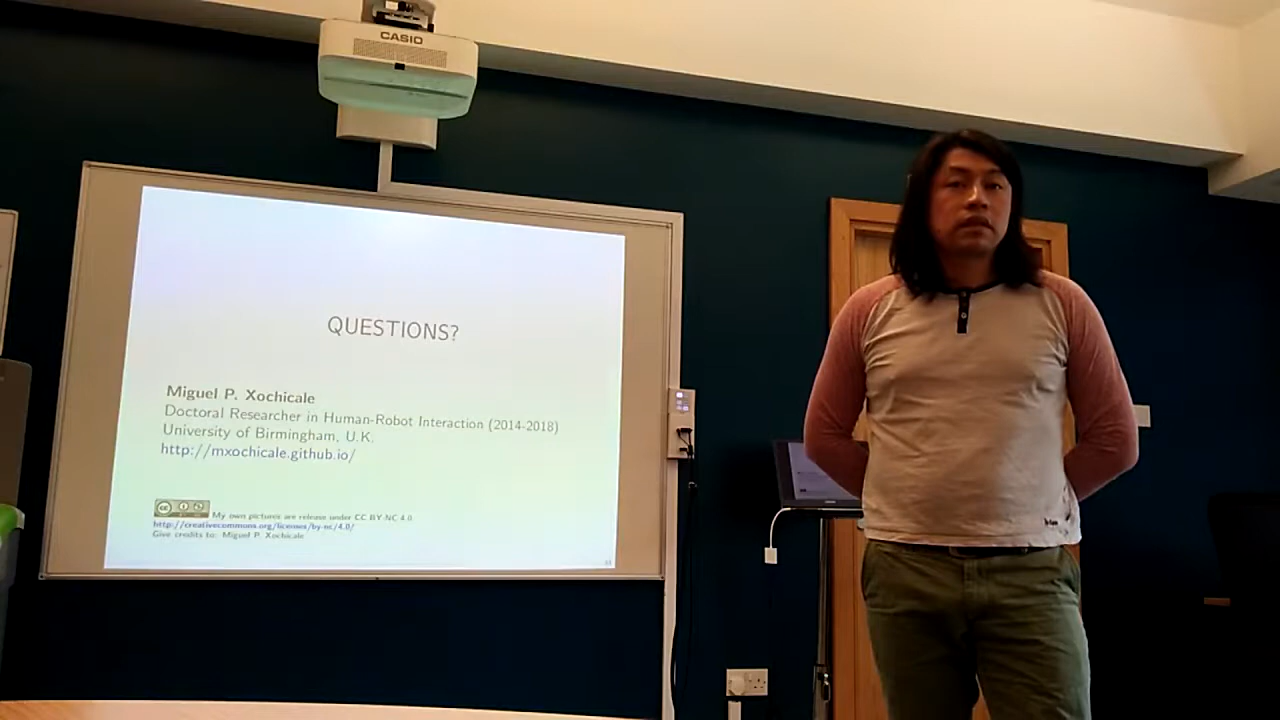 CASIO
QUESTIONS?
Miguel P. Xochicale
Doctoral Researcher in Human-Robot Interaction (2014-2018)
University of Birmingham, U.K.
http://mxochicale.github.io/
My own pictures are release under CC BY-NC 4.0
http://creativecommons.org/licenses/by-nc/4.0/
Give credits to: Miguel P. Xochicale